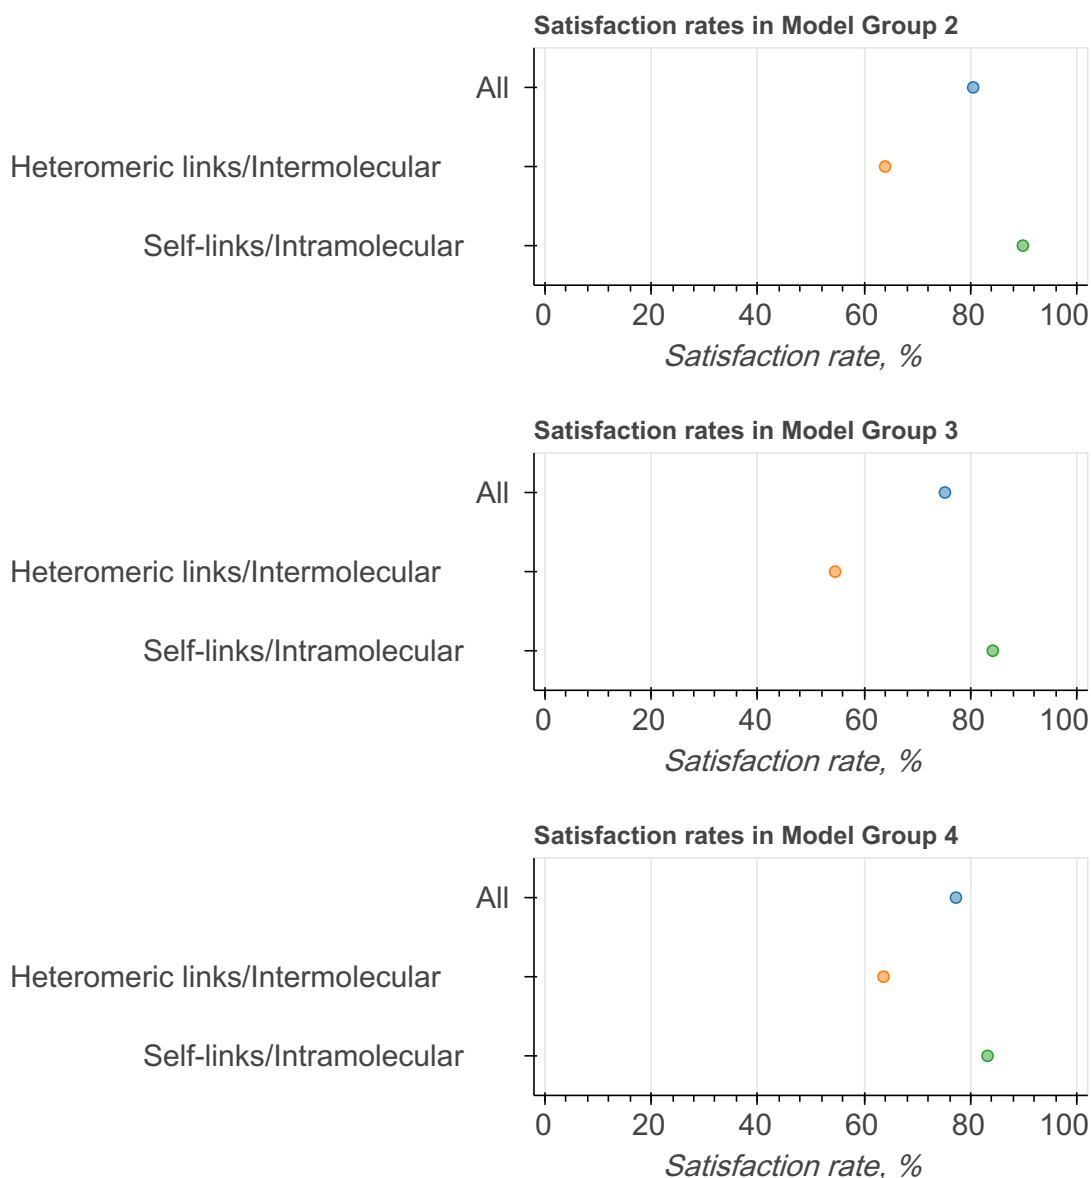 Satisfaction rates in Model Group 2
All
Heteromeric links/Intermolecular
Self-links/Intramolecular
0 20 40 60 80 100
Satisfaction rate, %
Satisfaction rates in Model Group 3
All
Heteromeric links/Intermolecular
Self-links/Intramolecular
0 20 40 60 80 100
Satisfaction rate, %
Satisfaction rates in Model Group 4
All
Heteromeric links/Intermolecular
Self-links/Intramolecular
0 20 40 60 80 100
Satisfaction rate, %